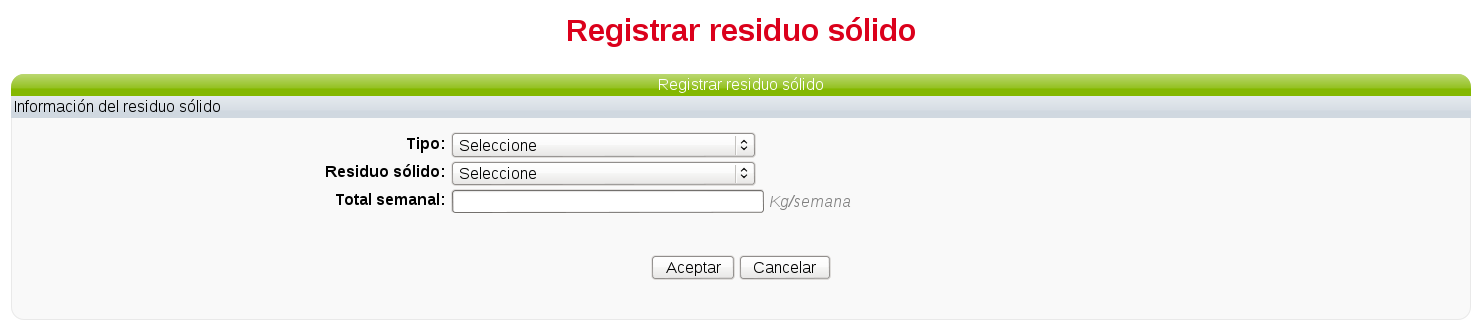 Registrar residuo sólido
Registrar residuo sólido
Información del residuo sólido
Tipo: Seleccione
Residuo sólido: Seleccione
Total semanal: Kg/semana
Aceptar Cancelar